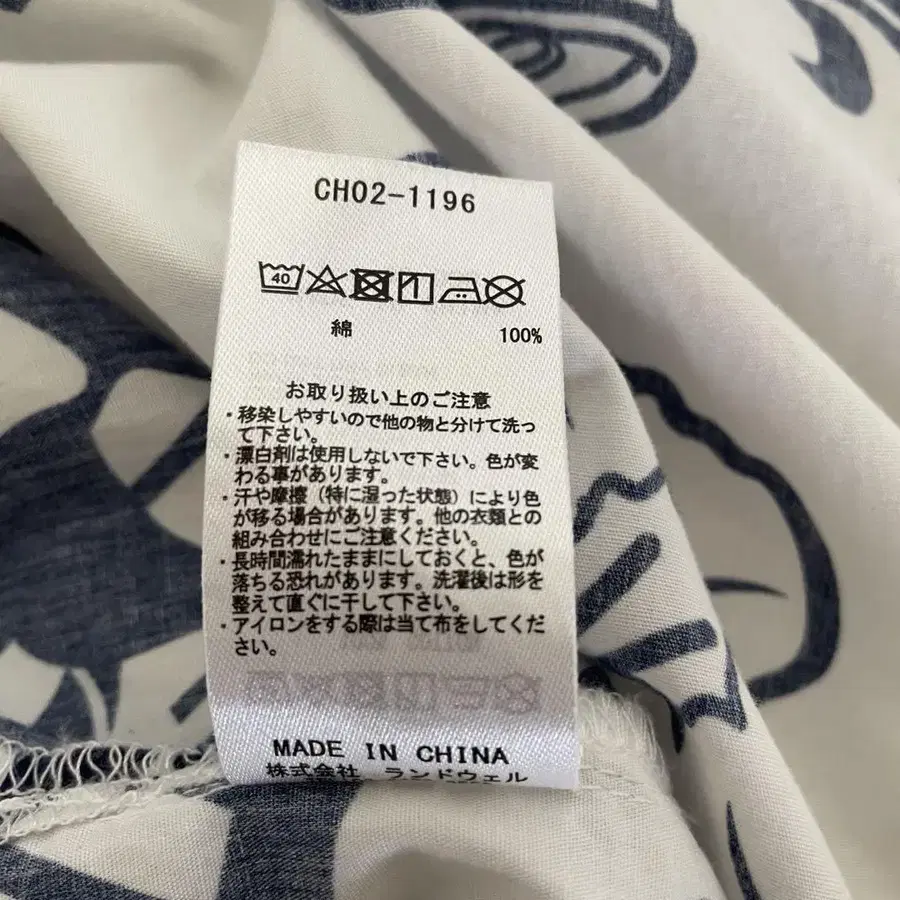 CH02-1196
40
綿 100%
お取り扱い上のご注意
・移染しやすいので他の物と分けて洗っ
て下さい。
・漂白剤は使用しないで下さい。色が変
わる事があります。
・汗や摩擦（特に湿った状態）により色
が移る場合があります。他の衣類との
組み合わせにご注意ください。
・長時間濡れたままにしておくと、色が
落ちる恐れがあります。洗濯後は形を
整えて直ぐに干して下さい。
・アイロンをする際は当て布をしてくだ
さい。
MADE IN CHINA
株式会社 ランドウェル